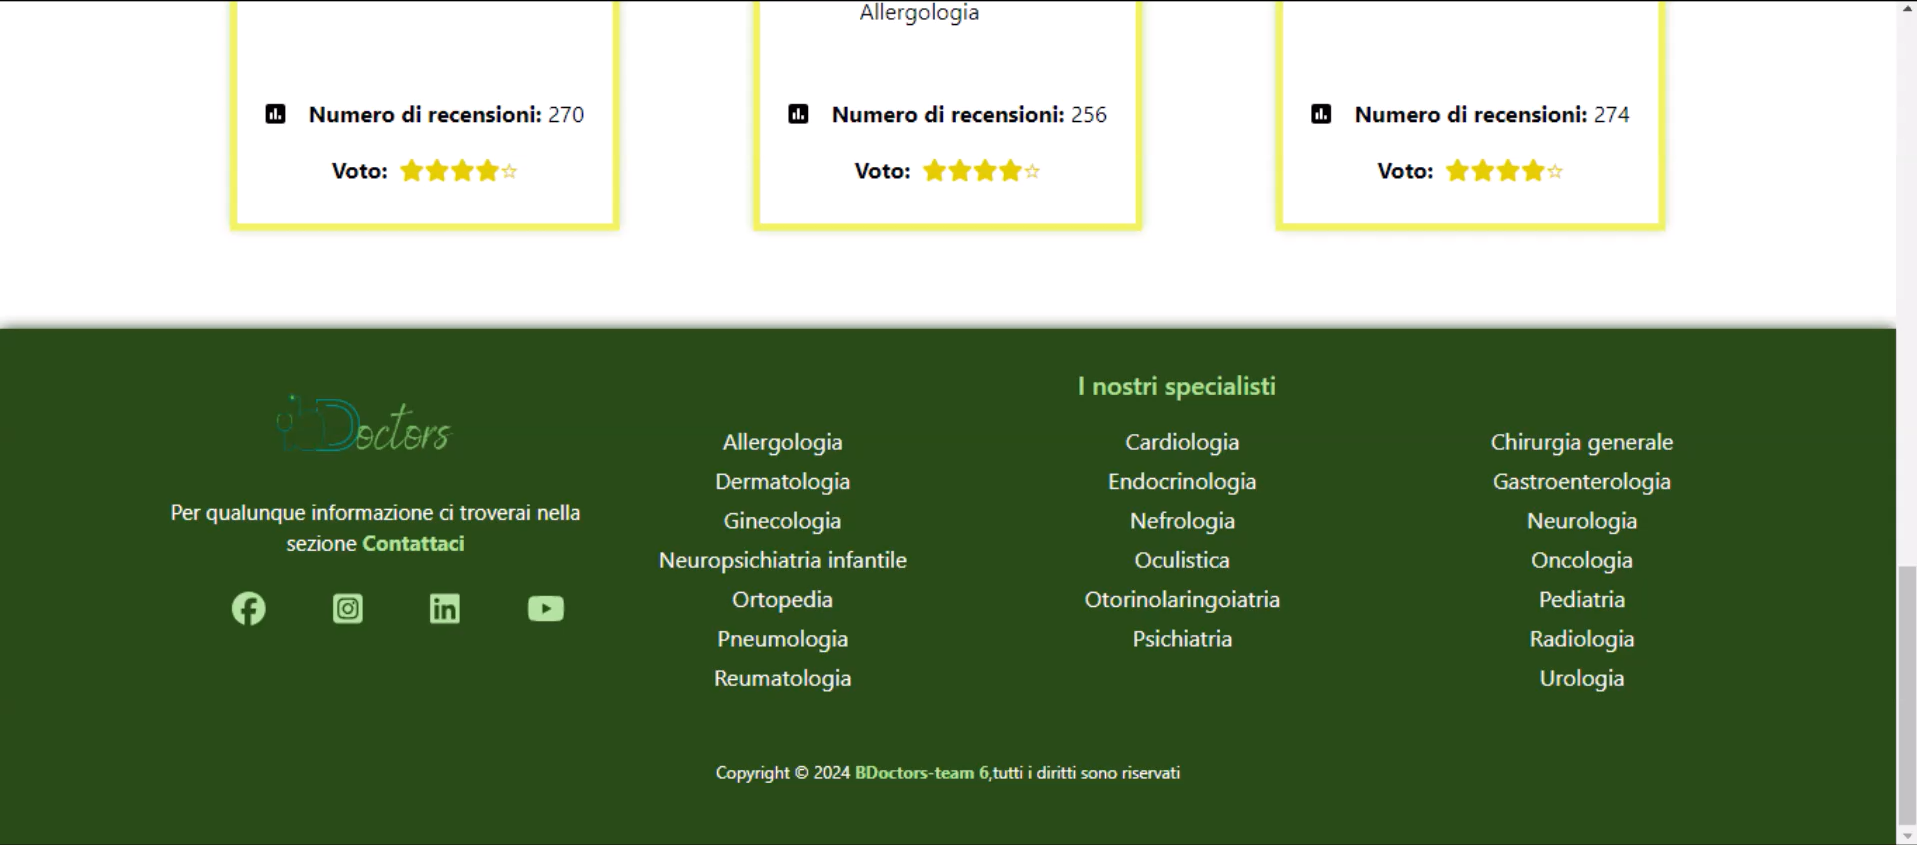 Allergologia
Numero di recensioni: 270
Numero di recensioni: 256
Numero di recensioni: 274
Voto:
Voto:
Voto:
Doctors
I nostri specialisti
Per qualunque informazione ci troverai nella
sezione Contattaci
Allergologia
Cardiologia
Chirurgia generale
Dermatologia
Endocrinologia
Gastroenterologia
Ginecologia
Nefrologia
Neurologia
Neuropsichiatria infantile
Oculistica
Oncologia
Ortopedia
Otorinolaringoiatria
Pediatria
Pneumologia
Psichiatria
Radiologia
Reumatologia
Urologia
Copyright © 2024 BDoctors-team 6,tutti i diritti sono riservati